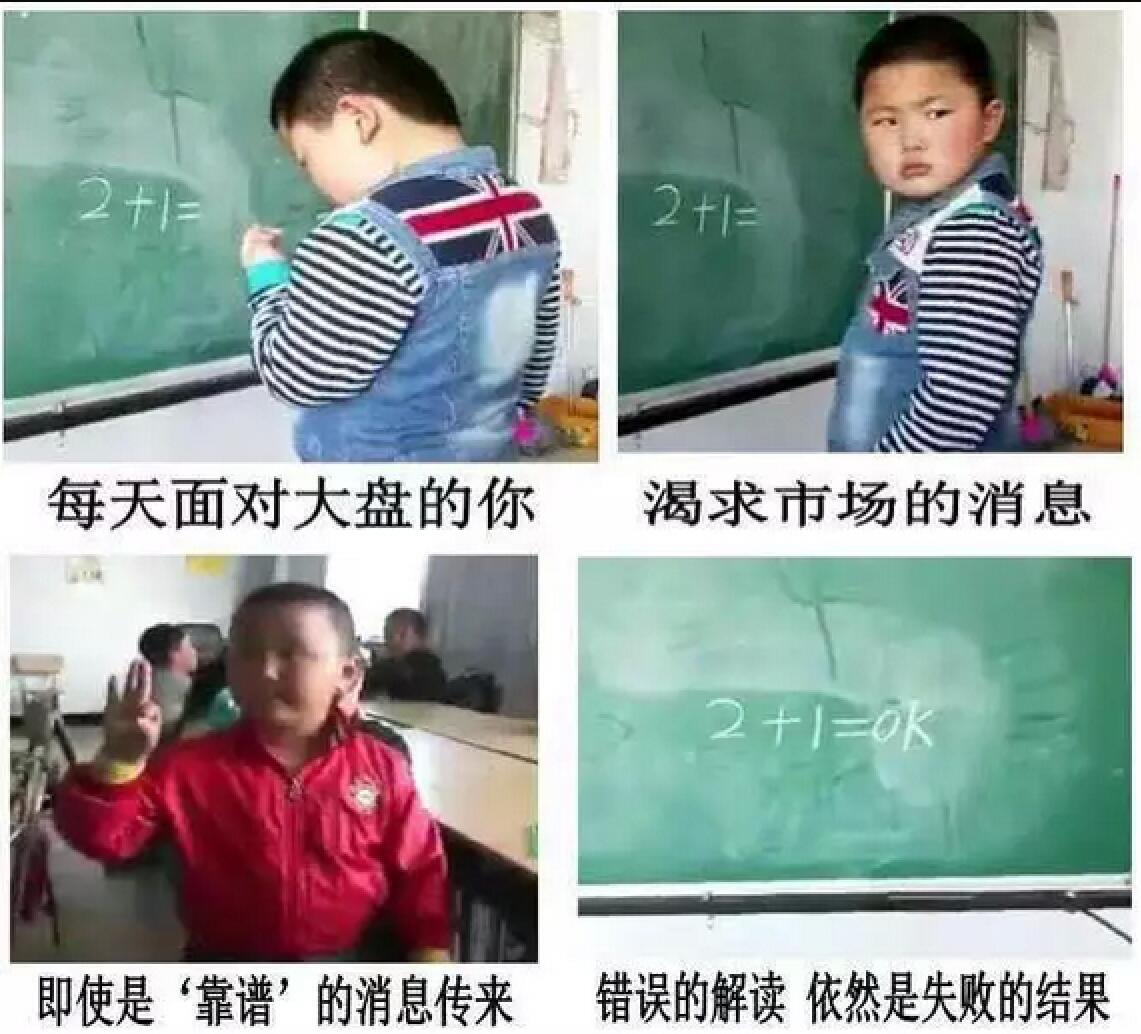 2+1=
2+1=
每天面对大盘的你
渴求市场的消息
2+1=OK
即使是‘靠谱’的消息传来
错误的解读 依然是失败的结果